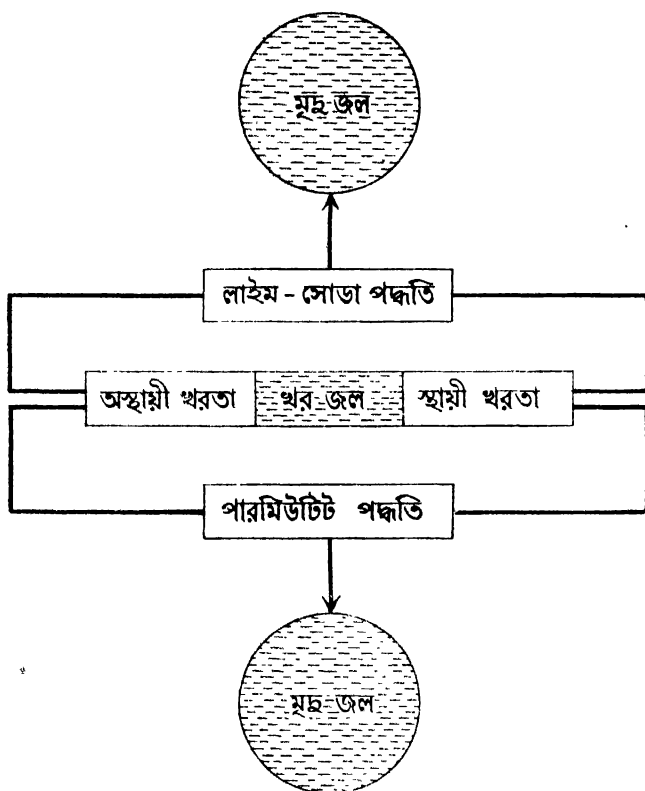 মৃদু জল
লাইম - সোডা পদ্ধতি
অস্থায়ী খরতা খর জল স্থায়ী খরতা
পারমিউটিট পদ্ধতি
মৃদু জল